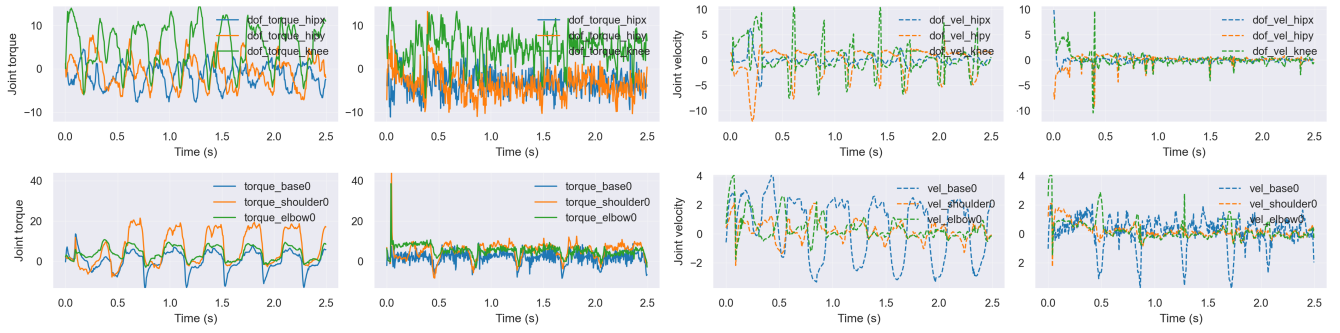 Joint torque
10
0
−10
0.0 0.5 1.0 1.5 2.0 2.5
Time (s)
dof_torque_hipx
dof_torque_hipy
dof_torque_knee
10
0
−10
0.0 0.5 1.0 1.5 2.0 2.5
Time (s)
dof_torque_hipx
dof_torque_hipy
dof_torque_knee
Joint velocity
10
5
0
−5
−10
0.0 0.5 1.0 1.5 2.0 2.5
Time (s)
dof_vel_hipx
dof_vel_hipy
dof_vel_knee
10
5
0
5
10
0.0 0.5 1.0 1.5 2.0 2.5
Time (s)
dof_vel_hipx
dof_vel_hipy
dof_vel_knee
Joint torque
40
20
0
0.0 0.5 1.0 1.5 2.0 2.5
Time (s)
torque_base0
torque_shoulder0
torque_elbow0
40
20
0
0.0 0.5 1.0 1.5 2.0 2.5
Time (s)
torque_base0
torque_shoulder0
torque_elbow0
Joint velocity
4
2
0
−2
0.0 0.5 1.0 1.5 2.0 2.5
Time (s)
vel_base0
vel_shoulder0
vel_elbow0
4
2
0
2
0.0 0.5 1.0 1.5 2.0 2.5
Time (s)
vel_base0
vel_shoulder0
vel_elbow0